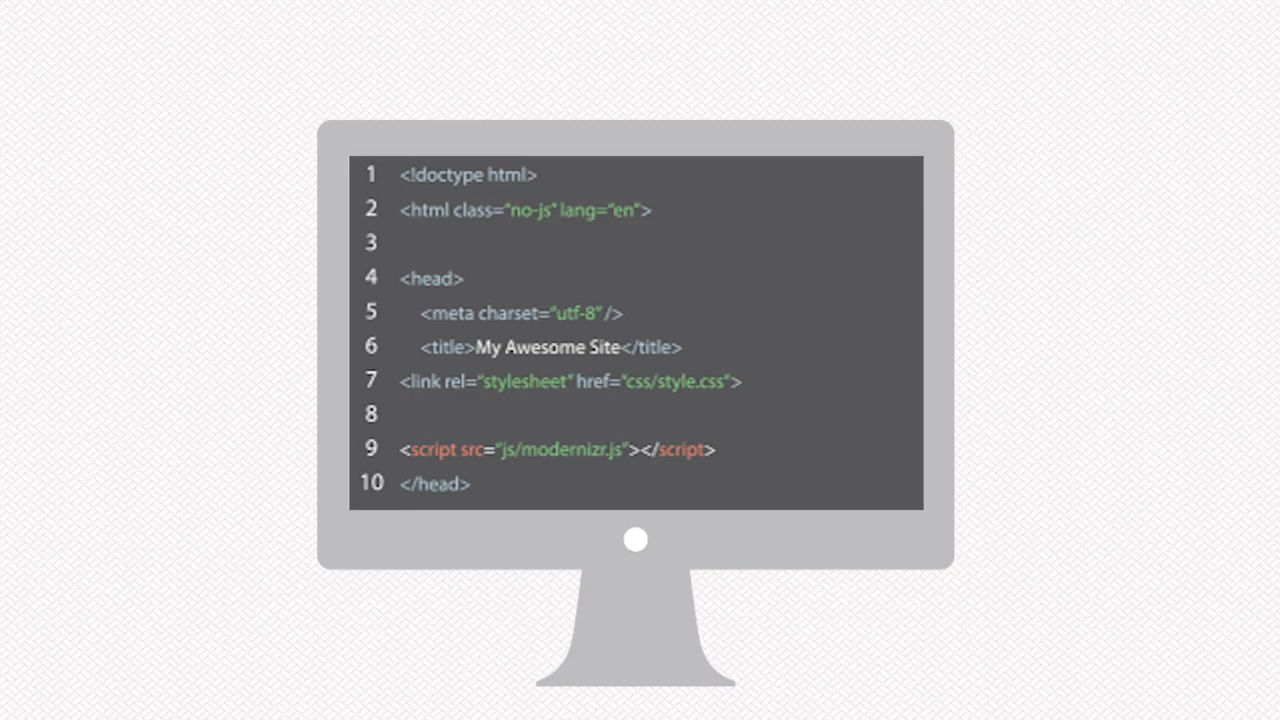 1 <!doctype html>
2 <html class=“no-js” lang=“en”>
3
4 <head>
5 <meta charset=“utf-8”/>
6 <title>My Awesome Site</title>
7 <link rel=“stylesheet” href=“css/style.css”>
8
9 <script src=“js/modernizr.js”></script>
10 </head>